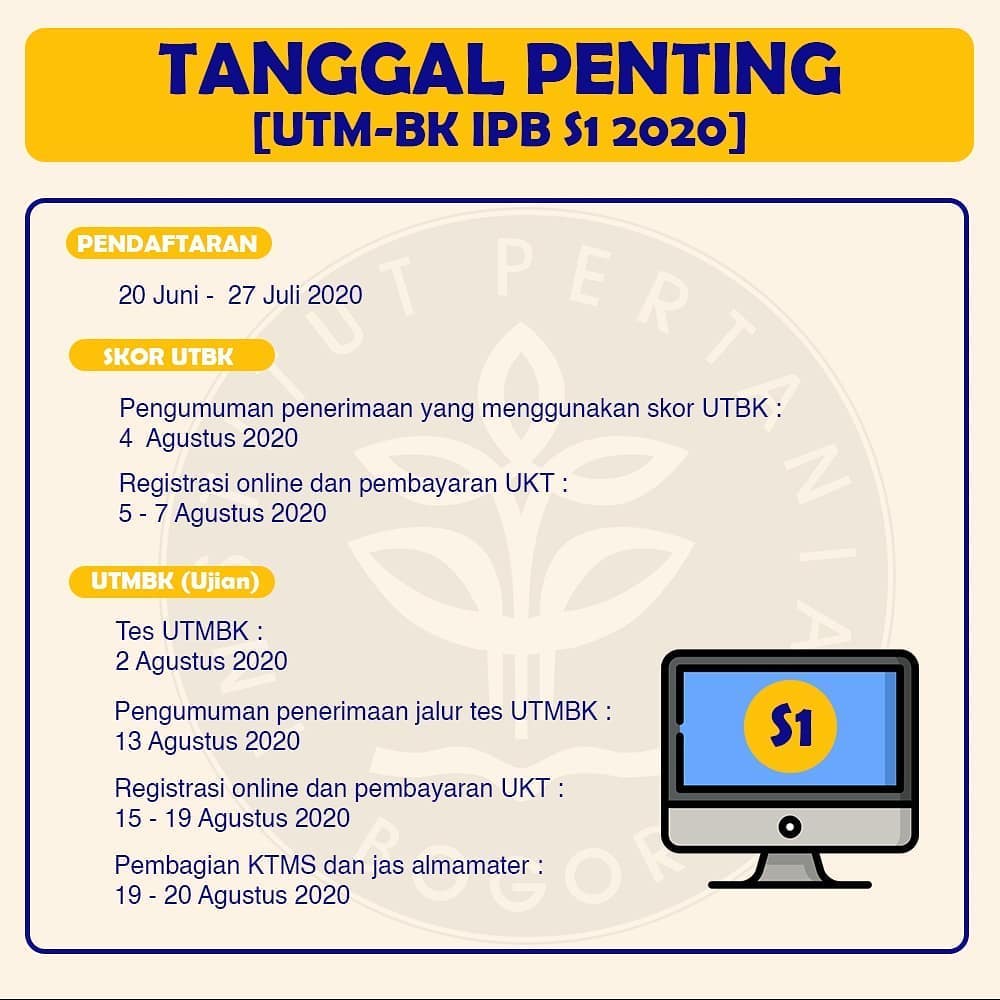 TANGGAL PENTING
[UTM-BK IPB S1 2020]
PENDAFTARAN
20 Juni - 27 Juli 2020
SKOR UTBK
Pengumuman penerimaan yang menggunakan skor UTBK :
4 Agustus 2020
Registrasi online dan pembayaran UKT :
5 - 7 Agustus 2020
UTMBK (Ujian)
Tes UTMBK :
2 Agustus 2020
Pengumuman penerimaan jalur tes UTMBK :
13 Agustus 2020
Registrasi online dan pembayaran UKT :
15 - 19 Agustus 2020
Pembagian KTMS dan jas almamater :
19 - 20 Agustus 2020
S1
INSTITUT PERTANIAN
BOGOR